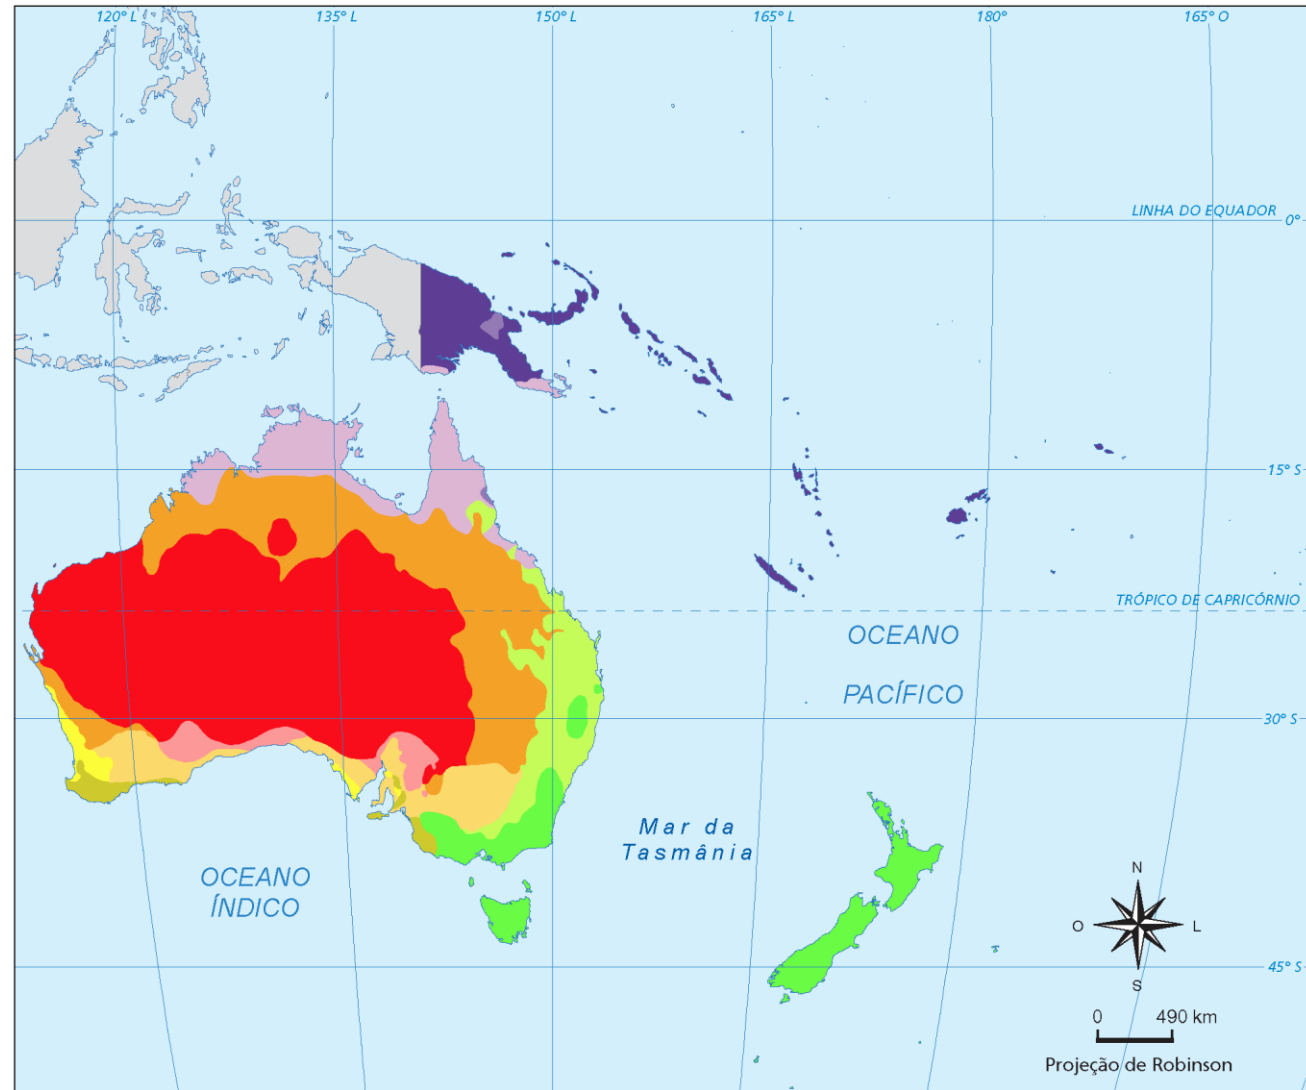 120° L
135° L
150° L
165° L
180°
165° O
LINHA DO EQUADOR
0°
15° S
TRÓPICO DE CAPRICÓRNIO
OCEANO
PACÍFICO
30° S
Mar da
Tasmânia
OCEANO
ÍNDICO
N
O
L
S
45° S
0
490 km
Projeção de Robinson